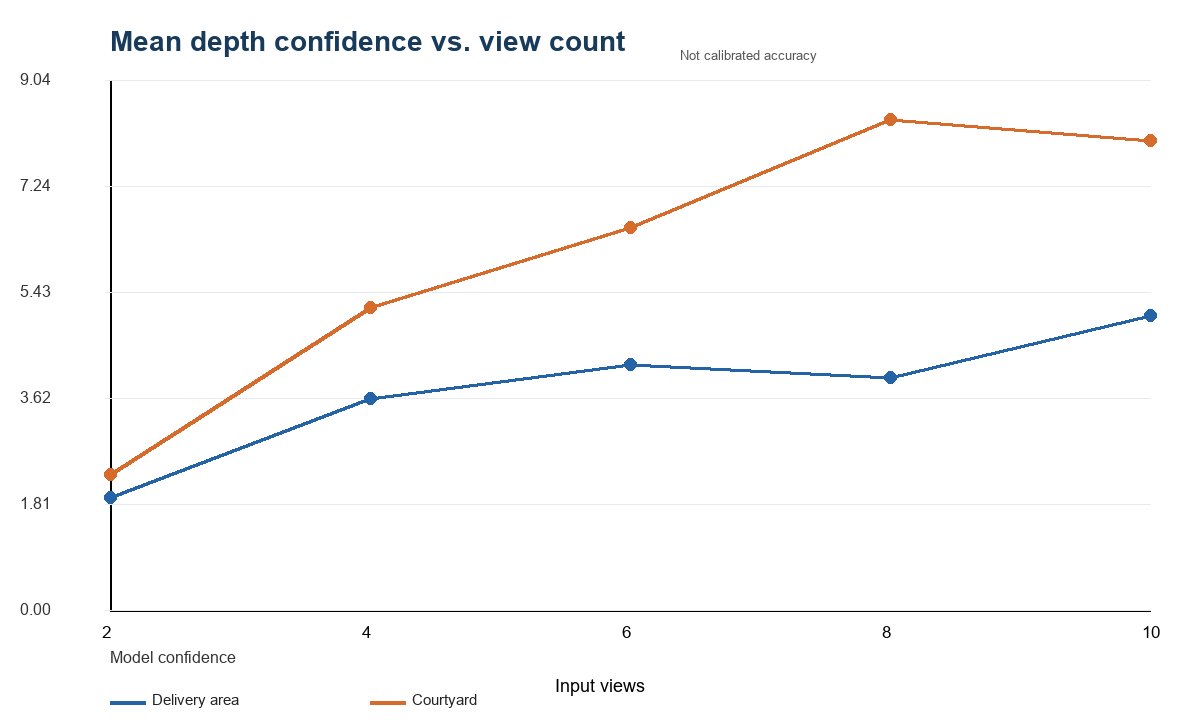 Mean depth confidence vs. view count
Not calibrated accuracy
9.04
7.24
5.43
3.62
1.81
0.00
2 4 6 8 10
Model confidence
Input views
Delivery area Courtyard